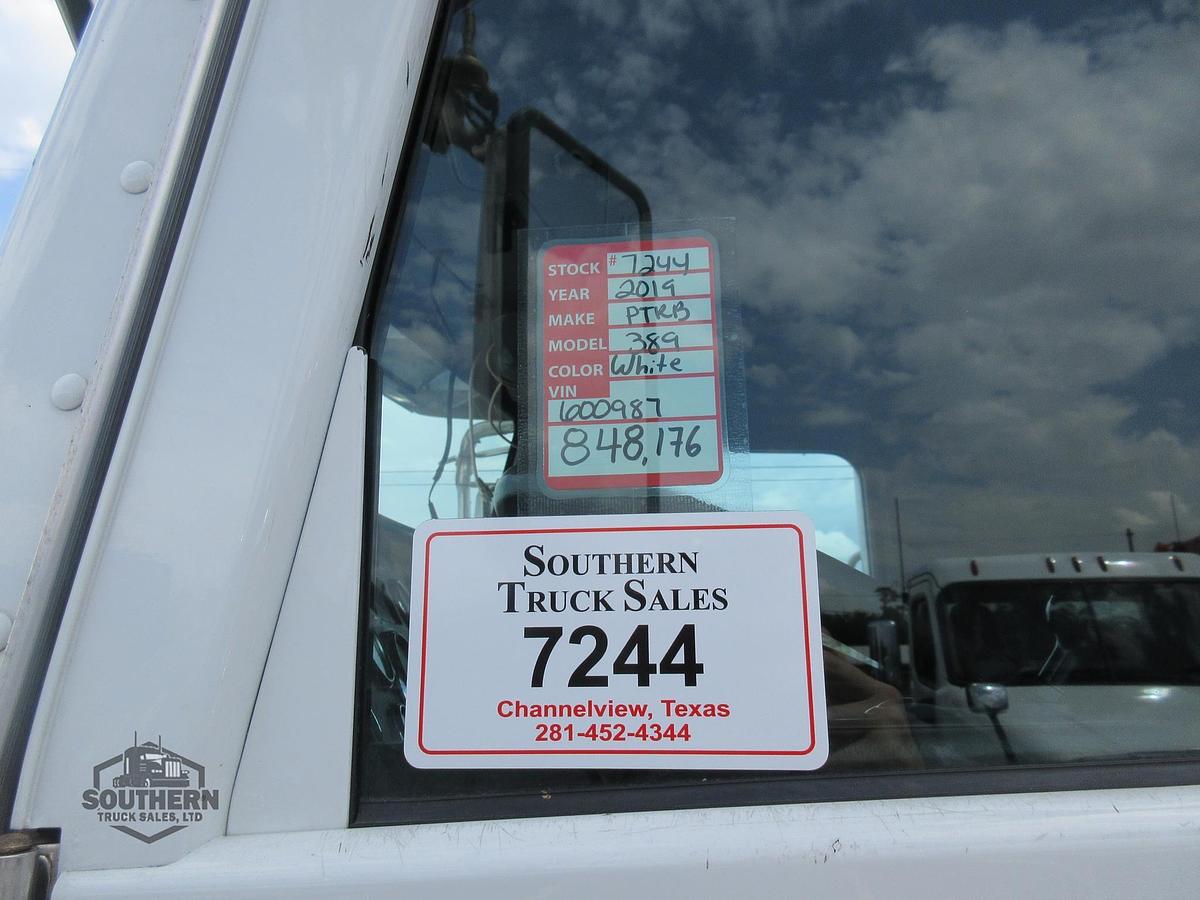 STOCK # 7244
YEAR 2019
MAKE PTRB
MODEL 389
COLOR White
VIN
600987
848,176
SOUTHERN
TRUCK SALES
7244
Channelview, Texas
281-452-4344
SOUTHERN
TRUCK SALES, LTD